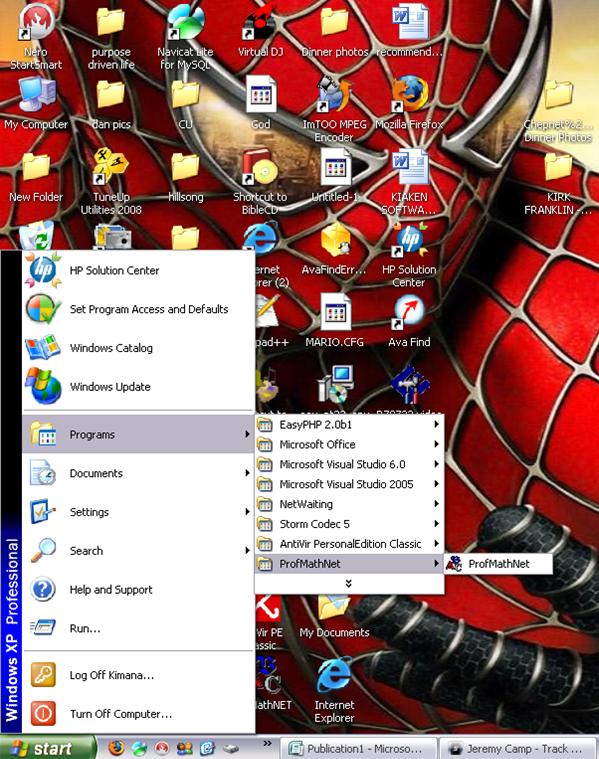 Nero
StartSmart
purpose
driven life
Navicat Lite
for MySQL
Virtual DJ
Dinner photos
recommend...
My Computer
dan pics
CU
God
ImTOO MPEG
Encoder
Mozilla Firefox
Chapnet%2...
Dinner Photos
New Folder
TuneUp
Utilities 2008
hillsong
Shortcut to
BibleCD
Untitled-1
KIAKEN
SOFTWA...
KIRK
FRANKLIN -...
ernet
orer (2)
AvaFindErr...
HP Solution
Center
pad++
MARIO.CFG
Ava Find
HP Solution Center
Set Program Access and Defaults
Windows Catalog
Windows Update
Programs
Documents
Settings
Search
Help and Support
Run...
Log Off Kimana...
Turn Off Computer...
Windows XP Professional
EasyPHP 2.0b1
Microsoft Office
Microsoft Visual Studio 6.0
Microsoft Visual Studio 2005
NetWaiting
Storm Codec 5
AntiVir PersonalEdition Classic
ProfMathNet
ProfMathNet
Vir PE
assic
My Documents
MathNET
Internet
Explorer
start
Publication1 - Microso...
Jeremy Camp - Track ...